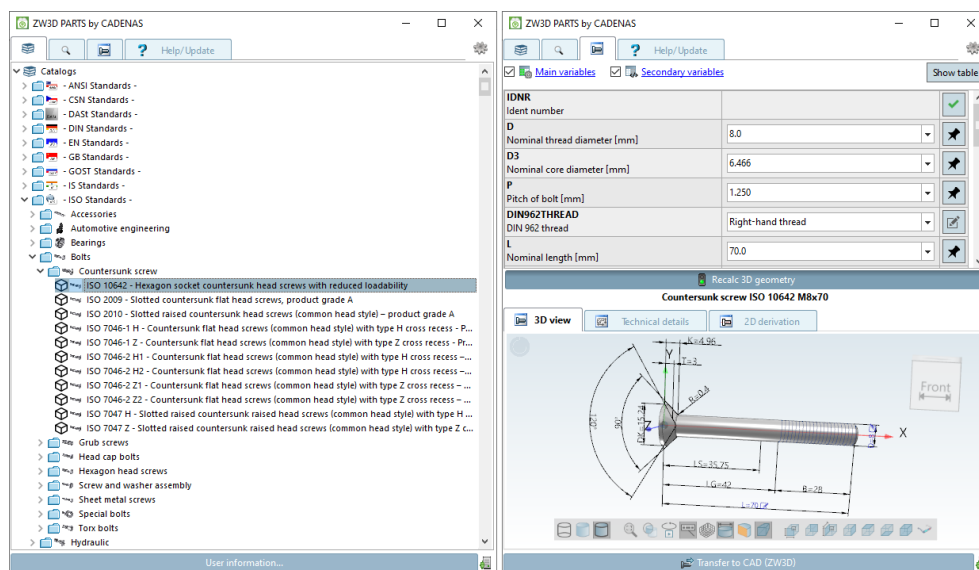 ZW3D PARTS by CADENAS
Help/Update
Catalogs
- ANSI Standards -
- CSN Standards -
- DASt Standards -
- DIN Standards -
- EN Standards -
- GB Standards -
- GOST Standards -
- IS Standards -
- ISO Standards -
Accessories
Automotive engineering
Bearings
Bolts
Countersunk screw
ISO 10642 - Hexagon socket countersunk head screws with reduced loadability
ISO 2009 - Slotted countersunk flat head screws, product grade A
ISO 2010 - Slotted raised countersunk head screws (common head style) – product grade A
ISO 7046-1 H - Countersunk flat head screws (common head style) with type H cross recess - P...
ISO 7046-1 Z - Countersunk flat head screws (common head style) with type Z cross recess - Pr...
ISO 7046-2 H1 - Countersunk flat head screws (common head style) with type H cross recess –...
ISO 7046-2 H2 - Countersunk flat head screws (common head style) with type H cross recess –...
ISO 7046-2 Z1 - Countersunk flat head screws (common head style) with type Z cross recess – ...
ISO 7046-2 Z2 - Countersunk flat head screws (common head style) with type Z cross recess – ...
ISO 7047 H - Slotted raised countersunk raised head screws (common head style) with type H ...
ISO 7047 Z - Slotted raised countersunk raised head screws (common head style) with type Z c...
Grub screws
Head cap bolts
Hexagon head screws
Screw and washer assembly
Sheet metal screws
Special bolts
Torx bolts
Hydraulic
User information...
ZW3D PARTS by CADENAS
Help/Update
Main variables Secondary variables Show table
IDNR
Ident number
D
Nominal thread diameter [mm] 8.0
D3
Nominal core diameter [mm] 6.466
P
Pitch of bolt [mm] 1.250
DIN962THREAD
DIN 962 thread Right-hand thread
L
Nominal length [mm] 70.0
Recalc 3D geometry
Countersunk screw ISO 10642 M8x70
3D view Technical details 2D derivation
K=4.96
Y
T=3
R=0.4
Front
120°
90°
DK=15.24
Z
X
LS=35.75
LG=42
B=28
L=70
Transfer to CAD (ZW3D)